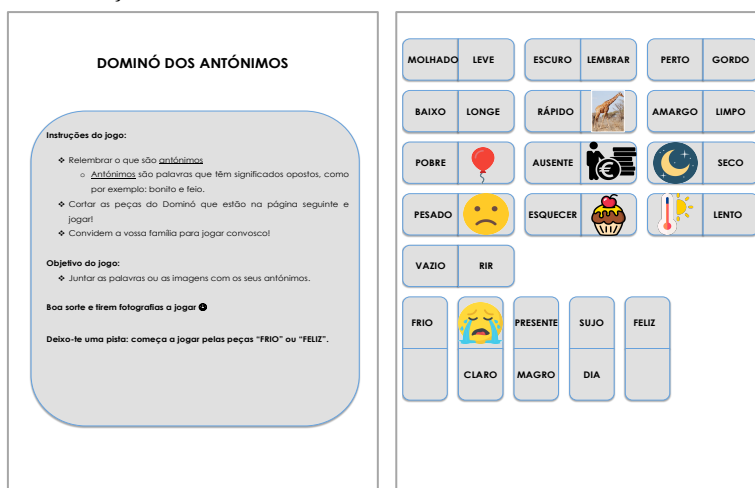 DOMINÓ DOS ANTÓNIMOS
Instruções do jogo:
❖ Relembrar o que são antónimos
o Antónimos são palavras que têm significados opostos, como
por exemplo: bonito e feio.
❖ Cortar as peças do Dominó que estão na página seguinte e
jogar!
❖ Convidem a vossa família para jogar convosco!
Objetivo do jogo:
❖ Juntar as palavras ou as imagens com os seus antónimos.
Boa sorte e tirem fotografias a jogar
Deixo-te uma pista: começa a jogar pelas peças “FRIO” ou “FELIZ”.
MOLHADO LEVE ESCURO LEMBRAR PERTO GORDO
BAIXO LONGE RÁPIDO AMARGO LIMPO
POBRE AUSENTE SECO
PESADO ESQUECER LENTO
VAZIO RIR
FRIO PRESENTE SUJO FELIZ
CLARO MAGRO DIA